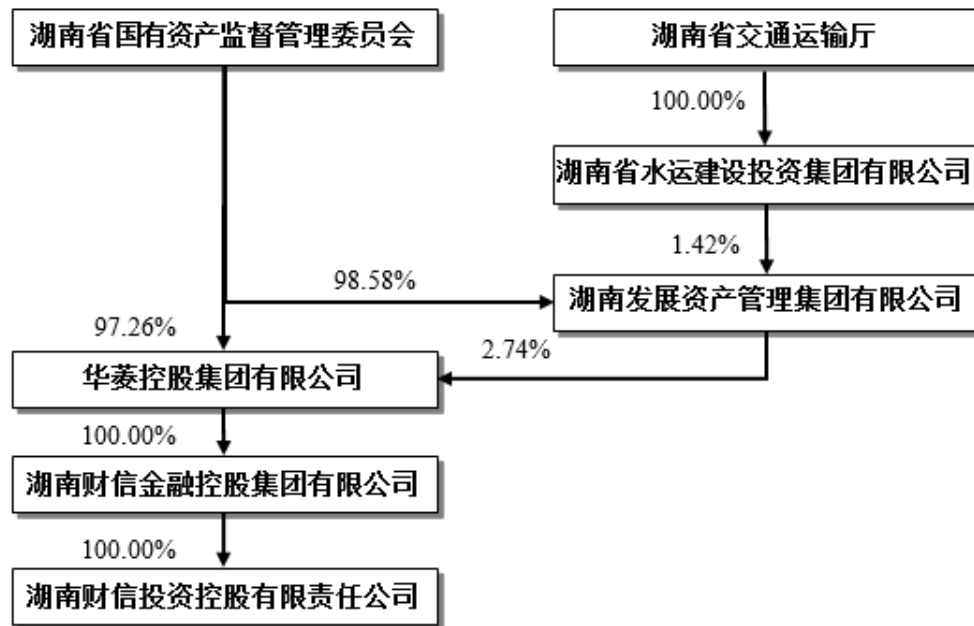 湖南省国有资产监督管理委员会
湖南省交通运输厅
100.00%
湖南省水运建设投资集团有限公司
1.42%
98.58%
湖南发展资产管理集团有限公司
97.26%
2.74%
华菱控股集团有限公司
100.00%
湖南财信金融控股集团有限公司
100.00%
湖南财信投资控股有限责任公司